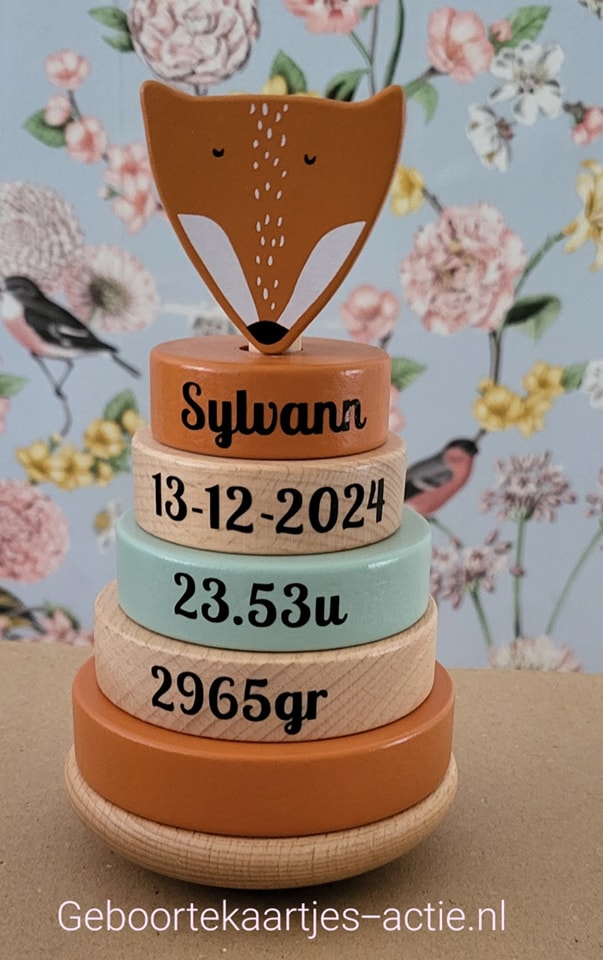 Sylvann
13-12-2024
23.53u
2965gr
Geboortekaartjes-actie.nl